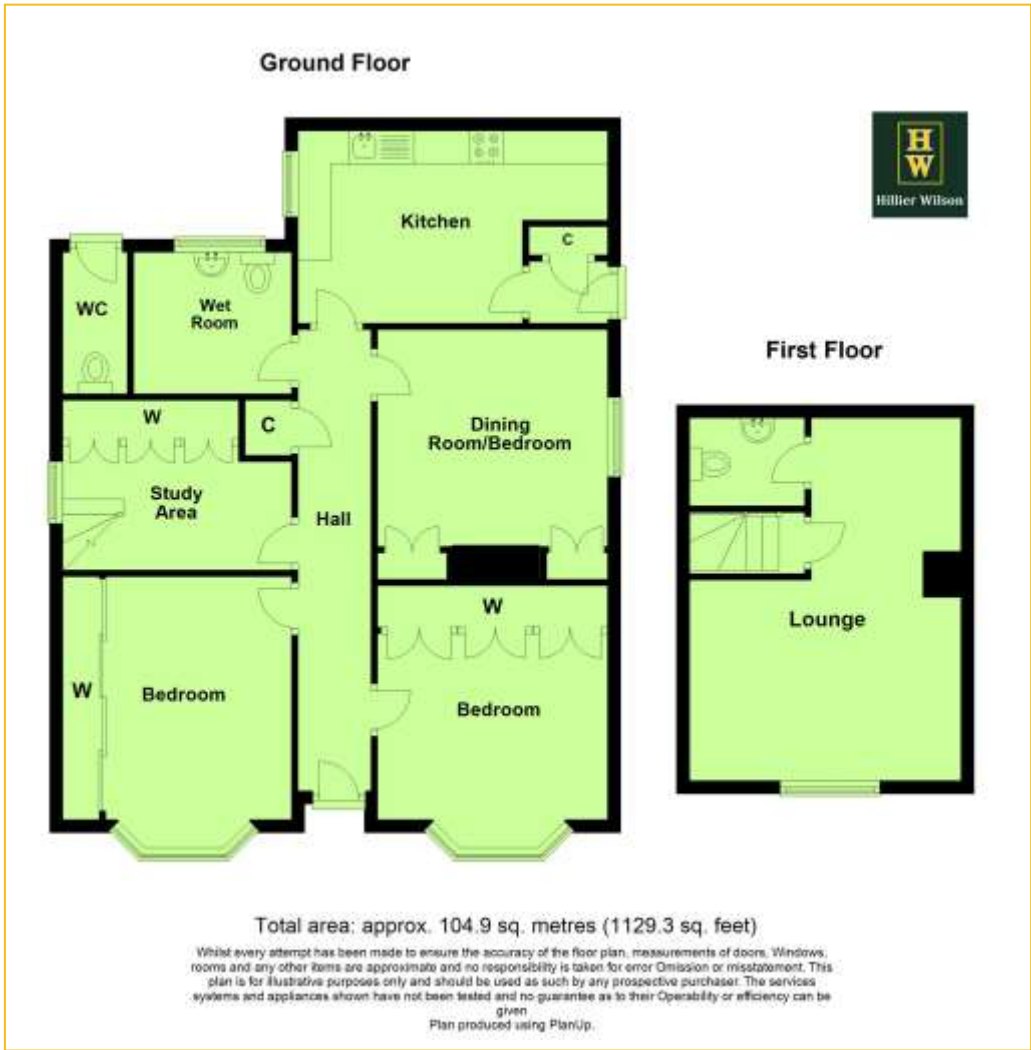 Ground Floor
H
W
Hillier Wilson
Kitchen
C
WC
Wet
Room
First Floor
W
C
Dining
Room/Bedroom
Study
Area
Hall
W
Lounge
W
Bedroom
Bedroom
Total area: approx. 104.9 sq. metres (1129.3 sq. feet)
Whilst every attempt has been made to ensure the accuracy of the floor plan, measurements of doors, Windows,
rooms and any other items are approximate and no responsibility is taken for error Omission or misstatement. This
plan is for illustrative purposes only and should be used as such by any prospective purchaser. The services
systems and appliances shown have not been tested and no guarantee as to their Operability or efficiency can be
given
Plan produced using PlanUp.